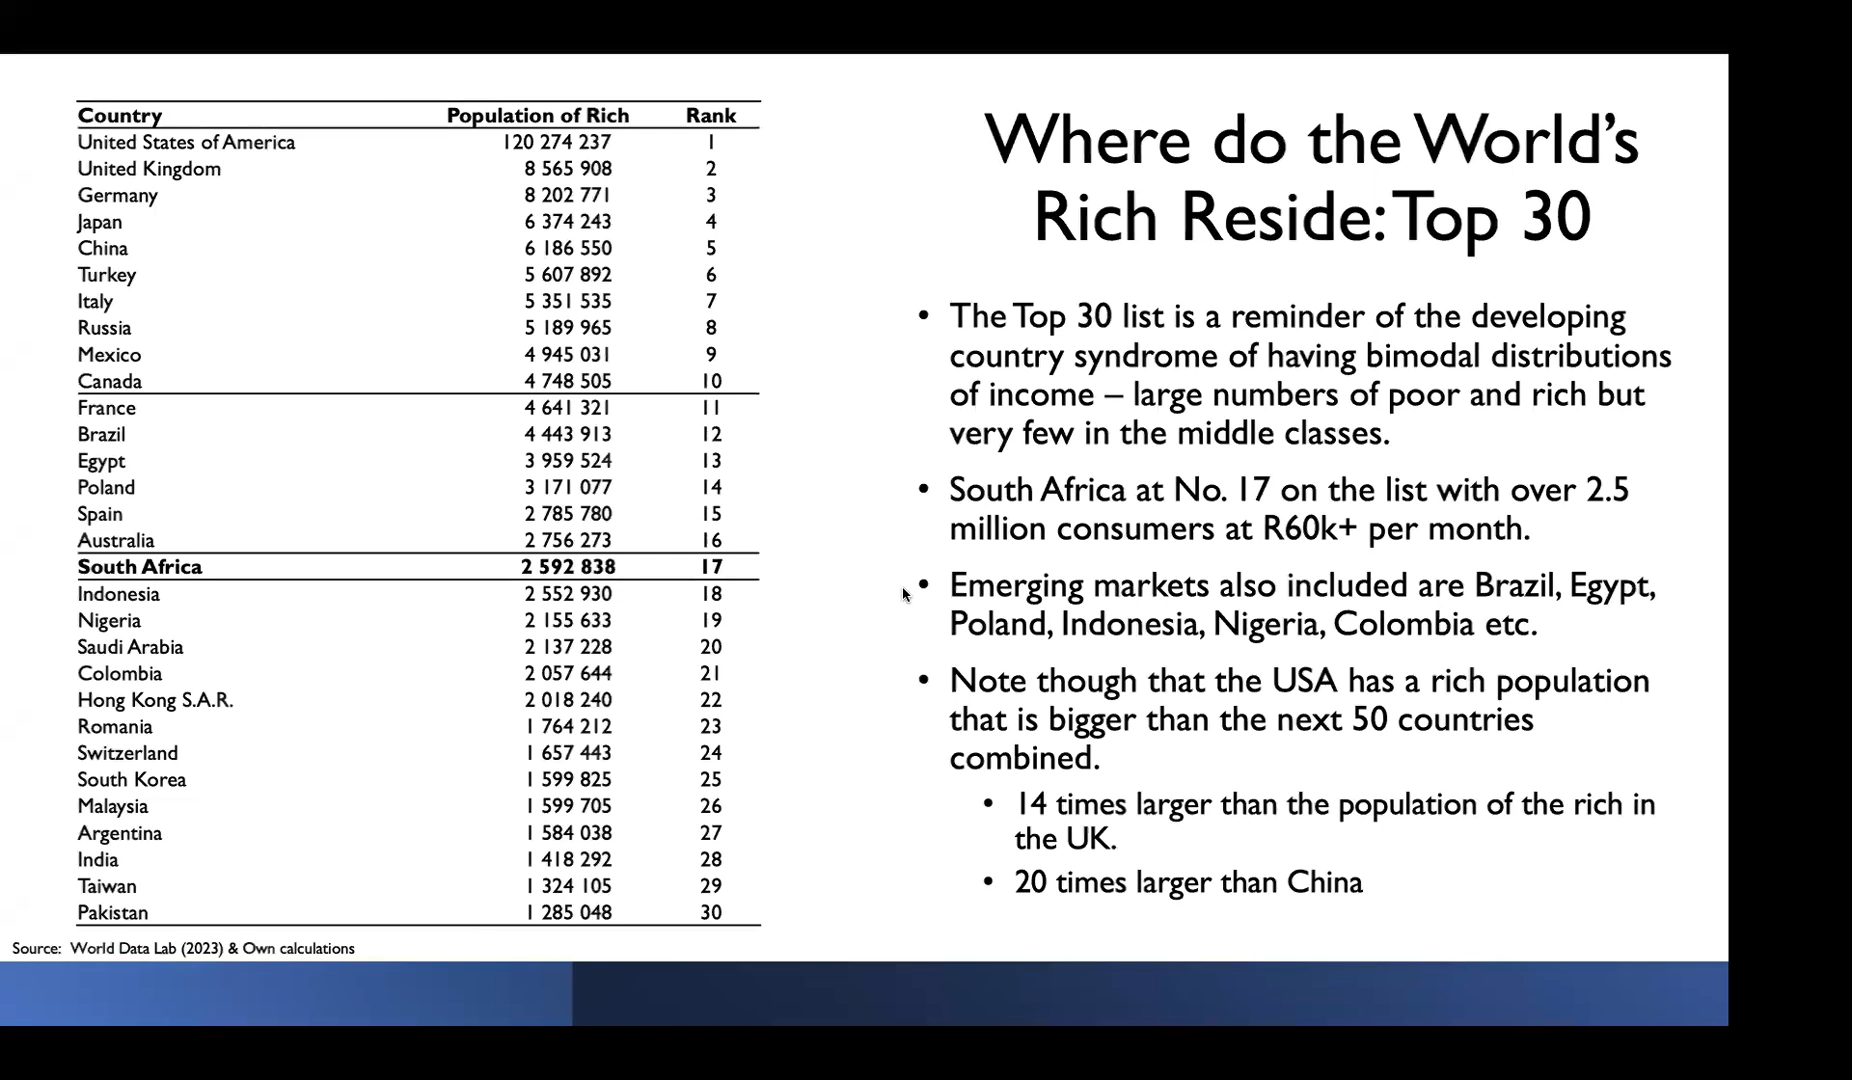 Country Population of Rich Rank
United States of America 120 274 237 1
United Kingdom 8 565 908 2
Germany 8 202 771 3
Japan 6 374 243 4
China 6 186 550 5
Turkey 5 607 892 6
Italy 5 351 535 7
Russia 5 189 965 8
Mexico 4 945 031 9
Canada 4 748 505 10
France 4 641 321 11
Brazil 4 443 913 12
Egypt 3 959 524 13
Poland 3 171 077 14
Spain 2 785 780 15
Australia 2 756 273 16
South Africa 2 592 838 17
Indonesia 2 552 930 18
Nigeria 2 155 633 19
Saudi Arabia 2 137 228 20
Colombia 2 057 644 21
Hong Kong S.A.R. 2 018 240 22
Romania 1 764 212 23
Switzerland 1 657 443 24
South Korea 1 599 825 25
Malaysia 1 599 705 26
Argentina 1 584 038 27
India 1 418 292 28
Taiwan 1 324 105 29
Pakistan 1 285 048 30
Source: World Data Lab (2023) & Own calculations
Where do the World's
Rich Reside: Top 30
• The Top 30 list is a reminder of the developing
country syndrome of having bimodal distributions
of income – large numbers of poor and rich but
very few in the middle classes.
• South Africa at No. 17 on the list with over 2.5
million consumers at R60k+ per month.
• Emerging markets also included are Brazil, Egypt,
Poland, Indonesia, Nigeria, Colombia etc.
• Note though that the USA has a rich population
that is bigger than the next 50 countries
combined.
• 14 times larger than the population of the rich in
the UK.
• 20 times larger than China